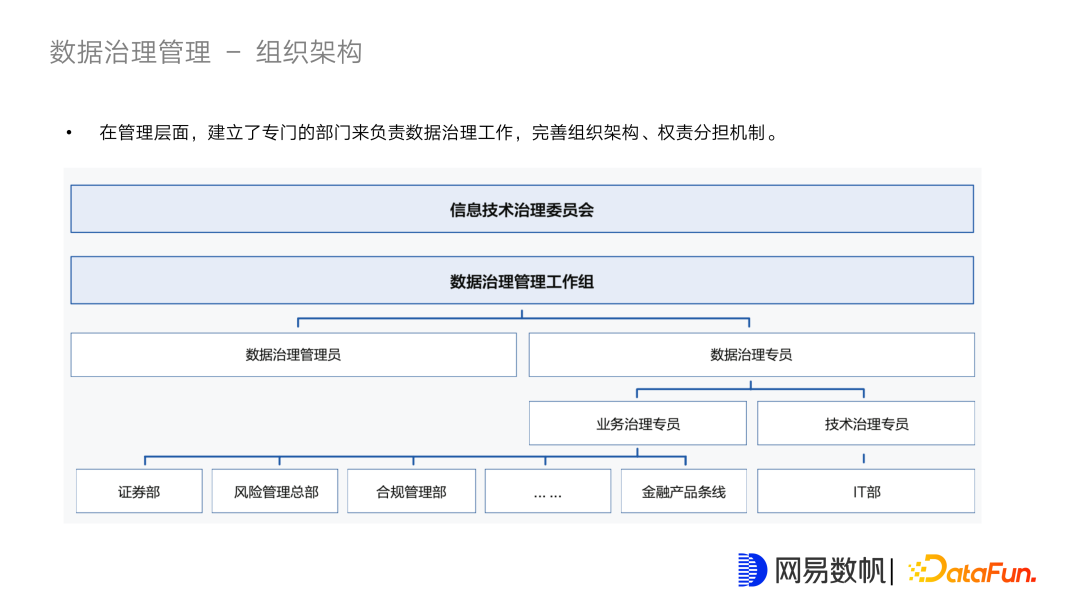 数据治理管理 – 组织架构
• 在管理层面，建立了专门的部门来负责数据治理工作，完善组织架构、权责分担机制。
信息技术治理委员会
数据治理管理工作组
数据治理管理员 数据治理专员
业务治理专员 技术治理专员
证券部 风险管理总部 合规管理部 ... ... 金融产品条线 IT部
网易数帆 | DataFun.